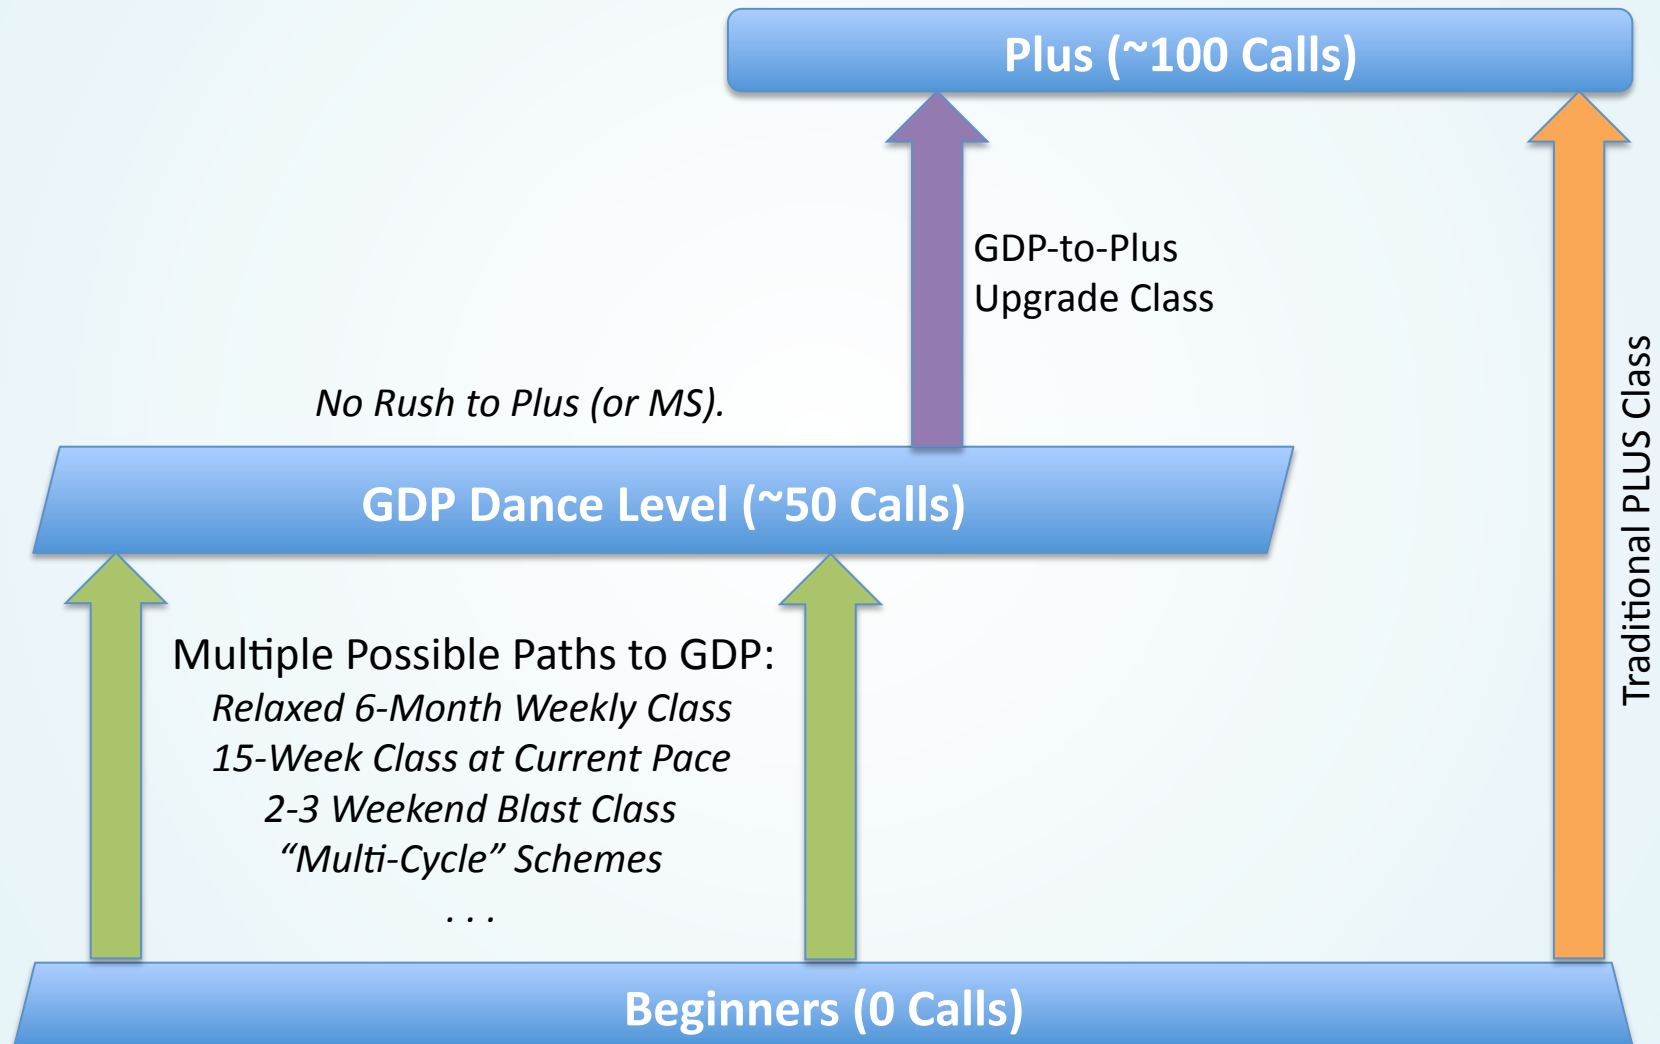 Plus (~100 Calls)
GDP-to-Plus
Upgrade Class
No Rush to Plus (or MS).
Traditional PLUS Class
GDP Dance Level (~50 Calls)
Multiple Possible Paths to GDP:
Relaxed 6-Month Weekly Class
15-Week Class at Current Pace
2-3 Weekend Blast Class
“Multi-Cycle” Schemes
. . .
Beginners (0 Calls)